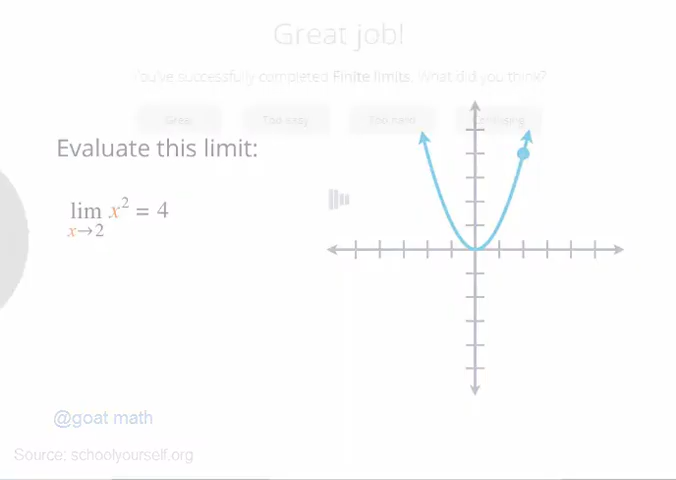 Great job!
You've successfully completed Finite limits. What did you think?
Great Too easy Too hard Confusing
Evaluate this limit:
lim x² = 4
x→2
@goat math
Source: schoolyourself.org